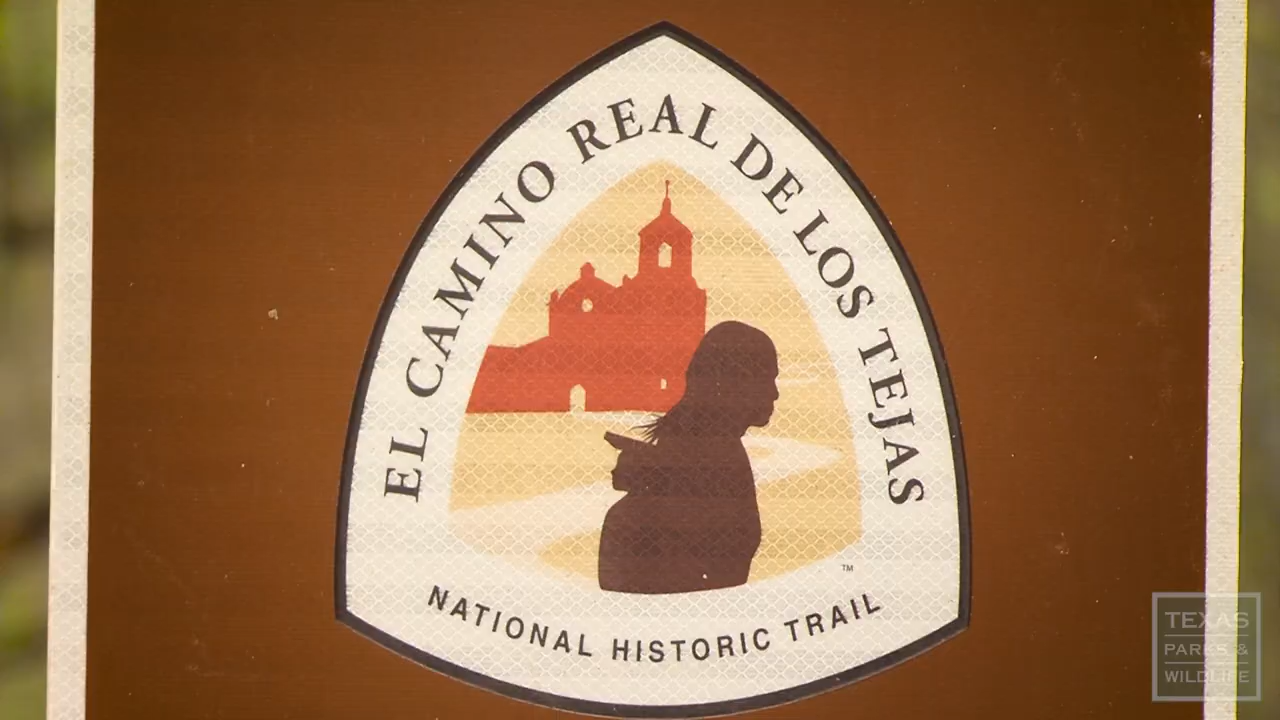 EL CAMINO REAL DE LOS TEJAS
TM
NATIONAL HISTORIC TRAIL
TEXAS
PARKS &
WILDLIFE